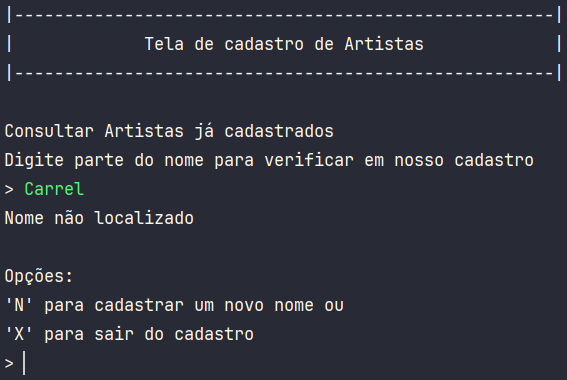 |------------------------------------------------------|
| Tela de cadastro de Artistas |
|------------------------------------------------------|
Consultar Artistas já cadastrados
Digite parte do nome para verificar em nosso cadastro
> Carrel
Nome não localizado
Opções:
'N' para cadastrar um novo nome ou
'X' para sair do cadastro
>